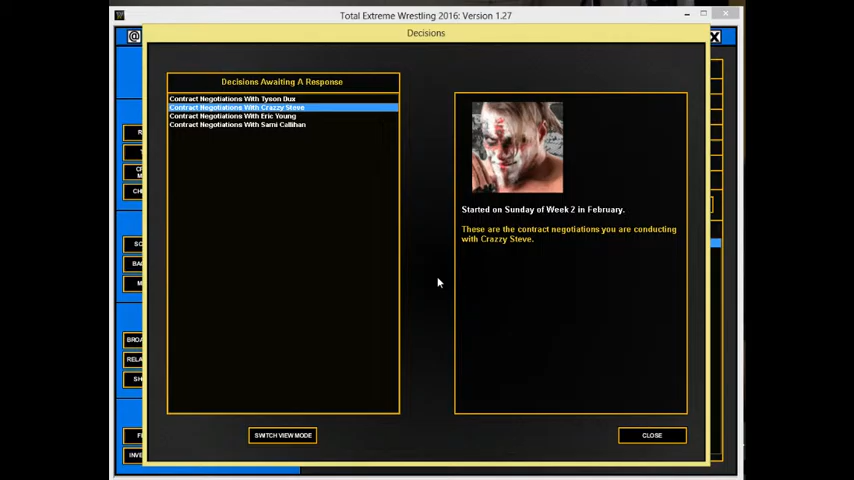 Total Extreme Wrestling 2016: Version 1.27
Decisions
Decisions Awaiting A Response
Contract Negotiations With Tyson Dux
Contract Negotiations With Crazzy Steve
Contract Negotiations With Eric Young
Contract Negotiations With Sami Callihan
Started on Sunday of Week 2 in February.
These are the contract negotiations you are conducting
with Crazzy Steve.
SWITCH VIEW MODE
CLOSE